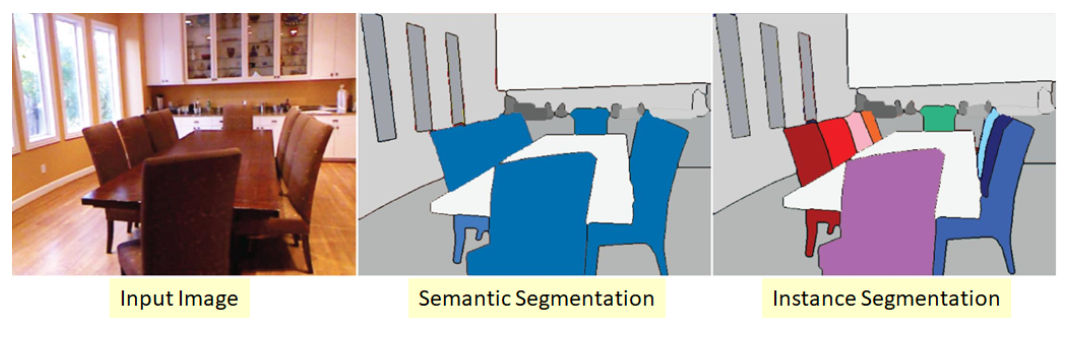 Input Image
Semantic Segmentation
Instance Segmentation